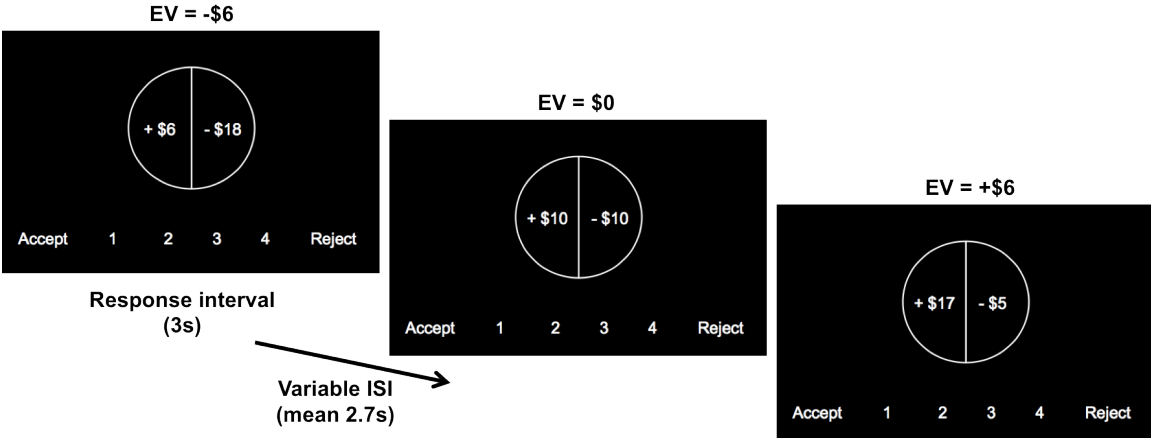 EV = -$6
+ $6 - $18
Accept 1 2 3 4 Reject
Response interval
(3s)
EV = $0
+ $10 - $10
Accept 1 2 3 4 Reject
Variable ISI
(mean 2.7s)
EV = +$6
+ $17 - $5
Accept 1 2 3 4 Reject